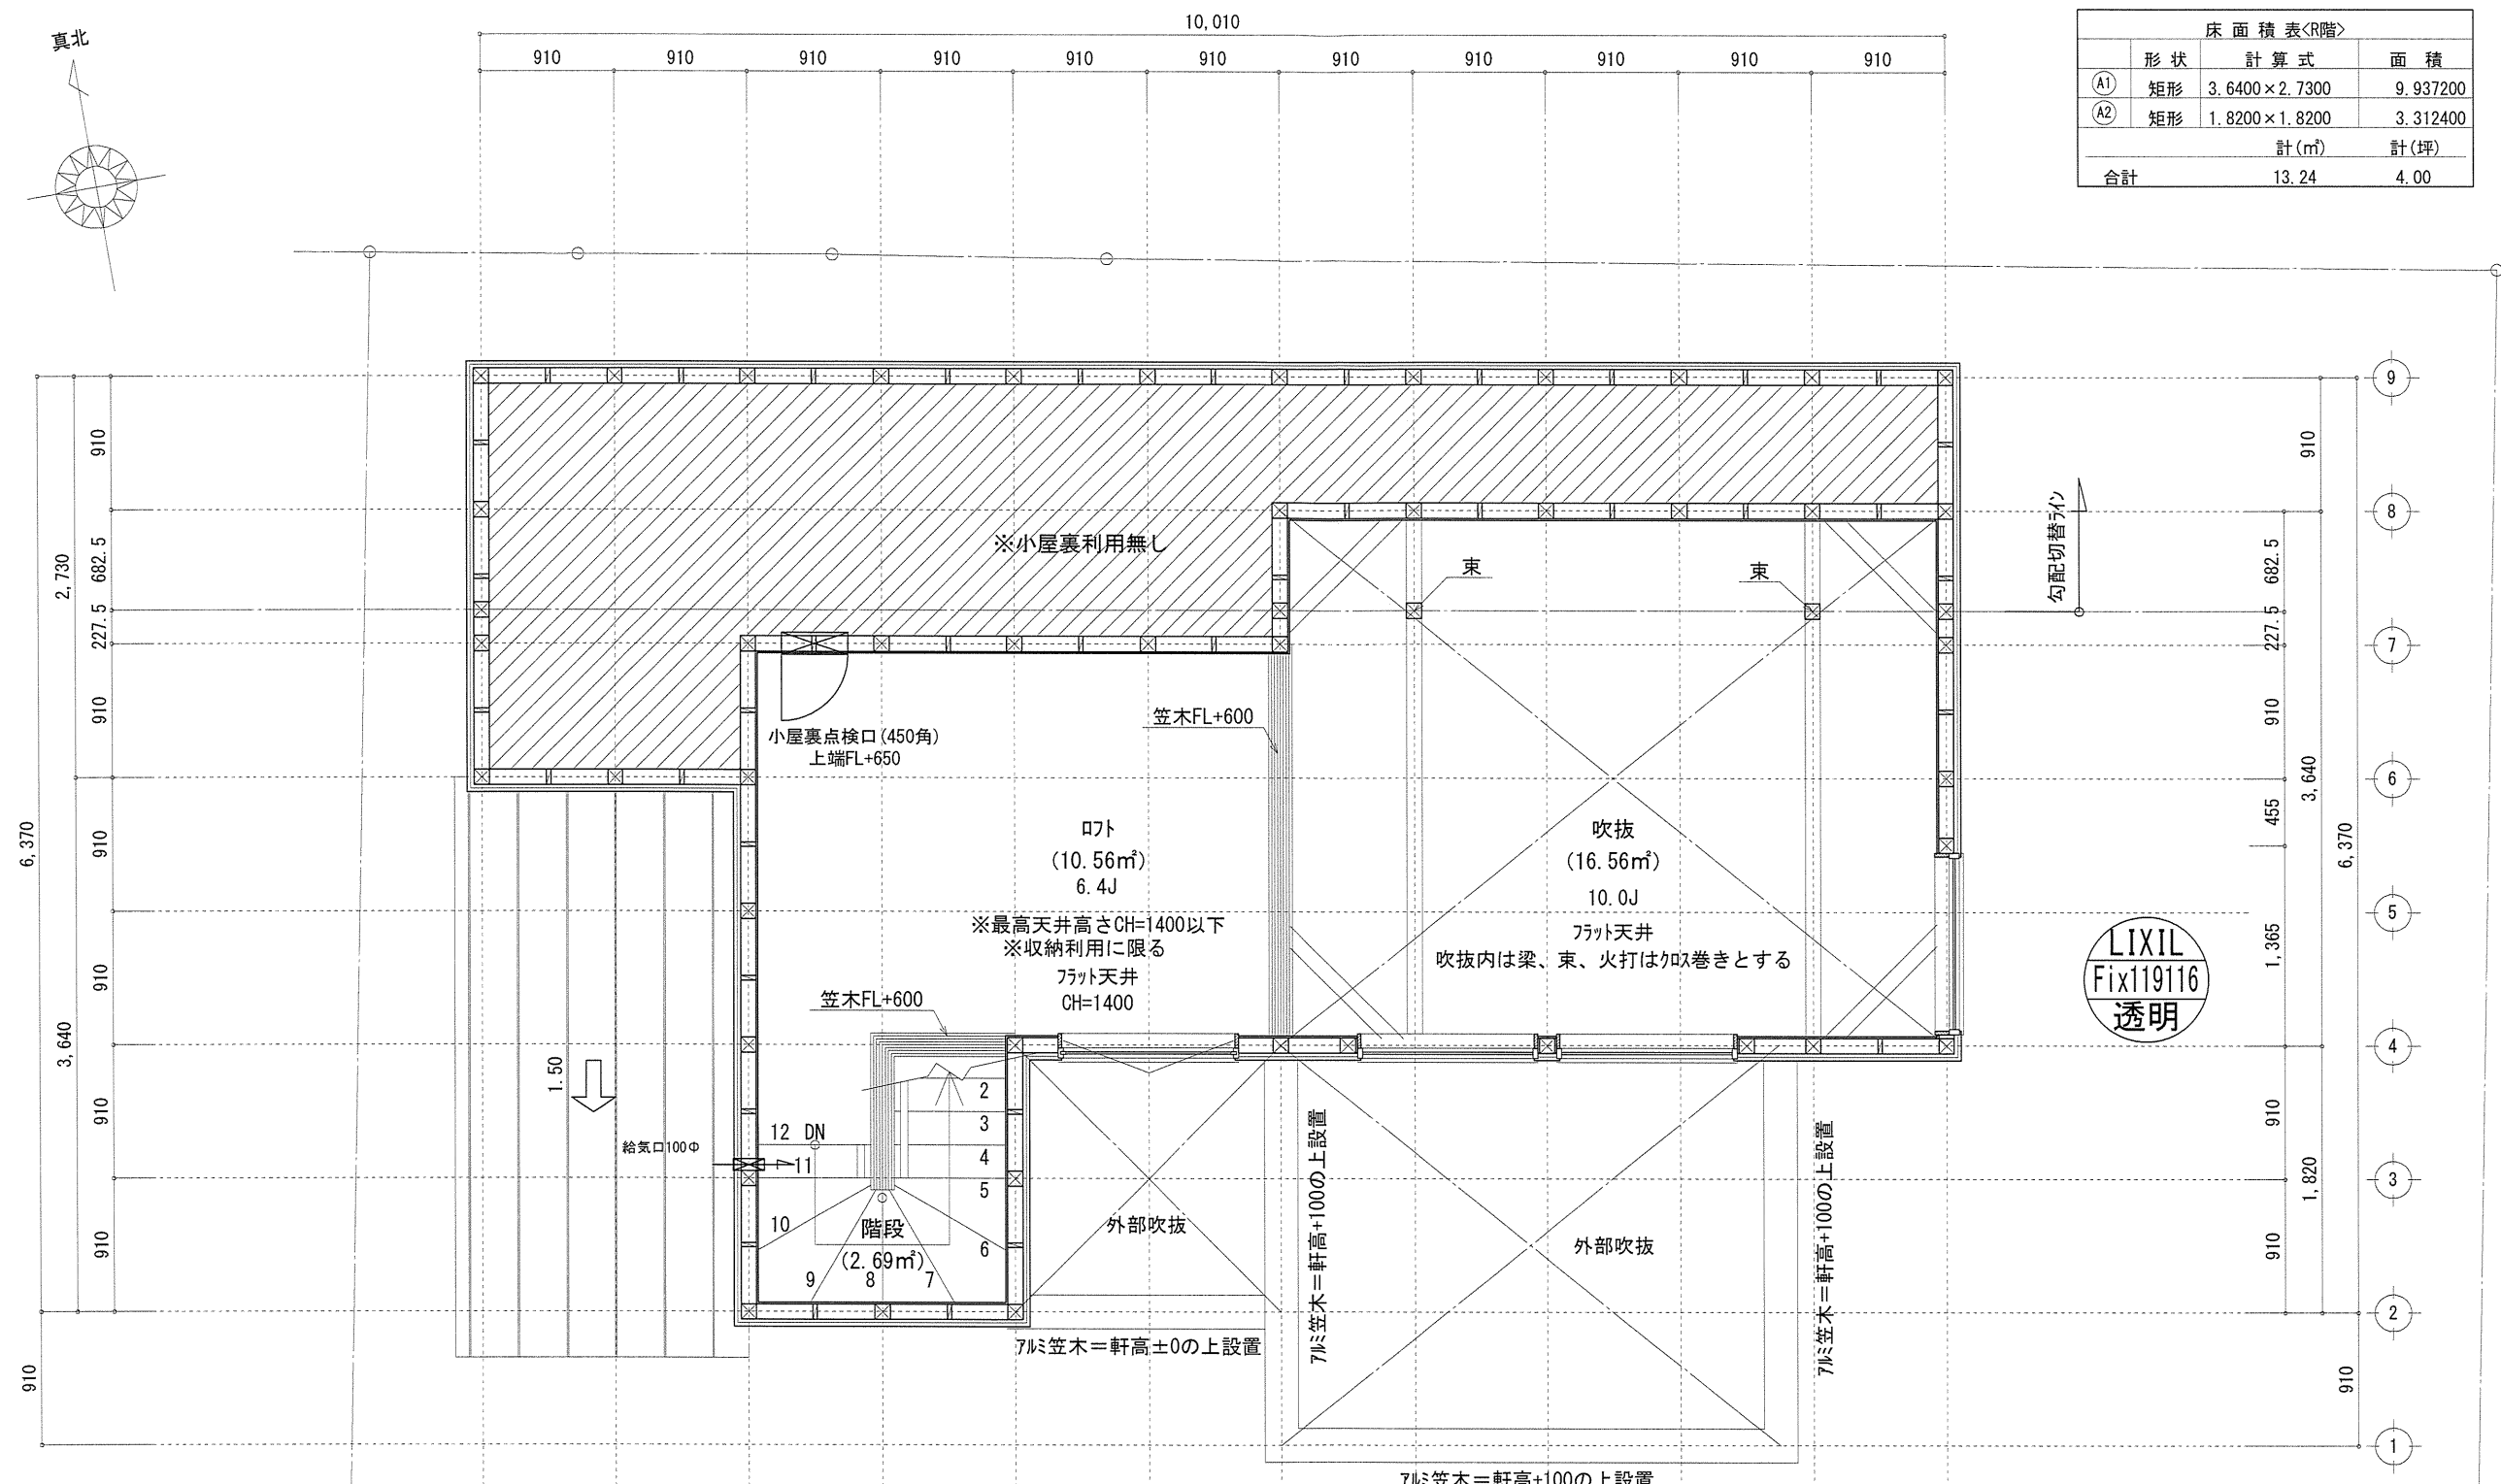 真北
10,010
910 910 910 910 910 910 910 910 910 910 910
床 面 積 表<R階>
形 状 計 算 式 面 積
A1 矩形 3.6400×2.7300 9.937200
A2 矩形 1.8200×1.8200 3.312400
計(㎡) 計(坪)
合計 13.24 4.00
9
910
910
8
勾配切替ﾗｲﾝ
※小屋裏利用無し
束
束
2,730
682.5
682.5
227.5
227.5
7
910
910
笠木FL+600
小屋裏点検口(450角)
上端FL+650
6
3,640
455
6,370
910
6,370
ﾛﾌﾄ
(10.56㎡)
6.4J
※最高天井高さCH=1400以下
※収納利用に限る
ﾌﾗｯﾄ天井
CH=1400
吹抜
(16.56㎡)
10.0J
ﾌﾗｯﾄ天井
吹抜内は梁、束、火打はｸﾛｽ巻きとする
5
1,365
LIXIL
Fix119116
透明
910
笠木FL+600
4
3,640
1.50
910
910
2
3
12 DN
4
給気口100Φ
11
5
3
1,820
10
階段
6
(2.69㎡)
9
8
7
910
910
外部吹抜
外部吹抜
ｱﾙﾐ笠木＝軒高+100の上設置
ｱﾙﾐ笠木＝軒高+100の上設置
2
ｱﾙﾐ笠木＝軒高±0の上設置
910
910
1
ｱﾙﾐ笠木＝軒高+100の上設置